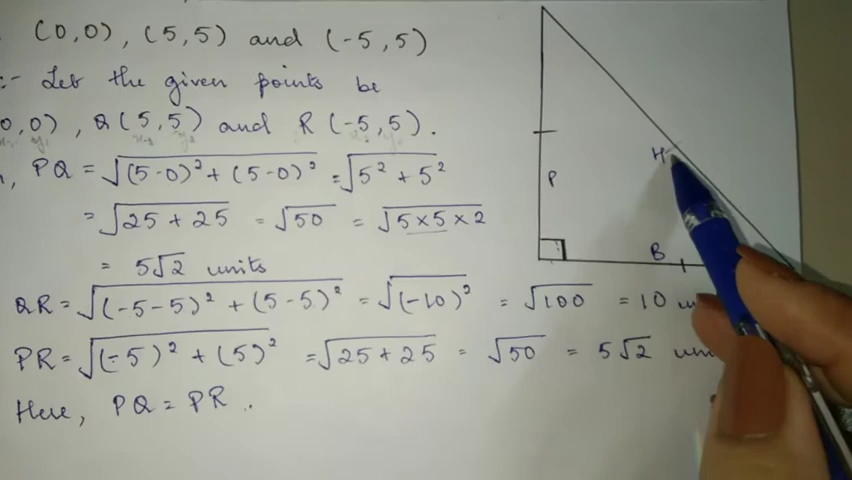 (0,0), (5,5) and (-5,5)
:- Let the given points be
0,0), Q(5,5) and R(-5,5).
x₂ y₂
PQ = √(5-0)² + (5-0)² = √5² + 5²
= √25 + 25 = √50 = √5×5×2
= 5√2 units
QR = √(-5-5)² + (5-5)² = √(-10)² = √100 = 10
PR = √(-5)² + (5)² = √25 + 25 = √50 = 5√2
Here, PQ = PR.
H
P
B